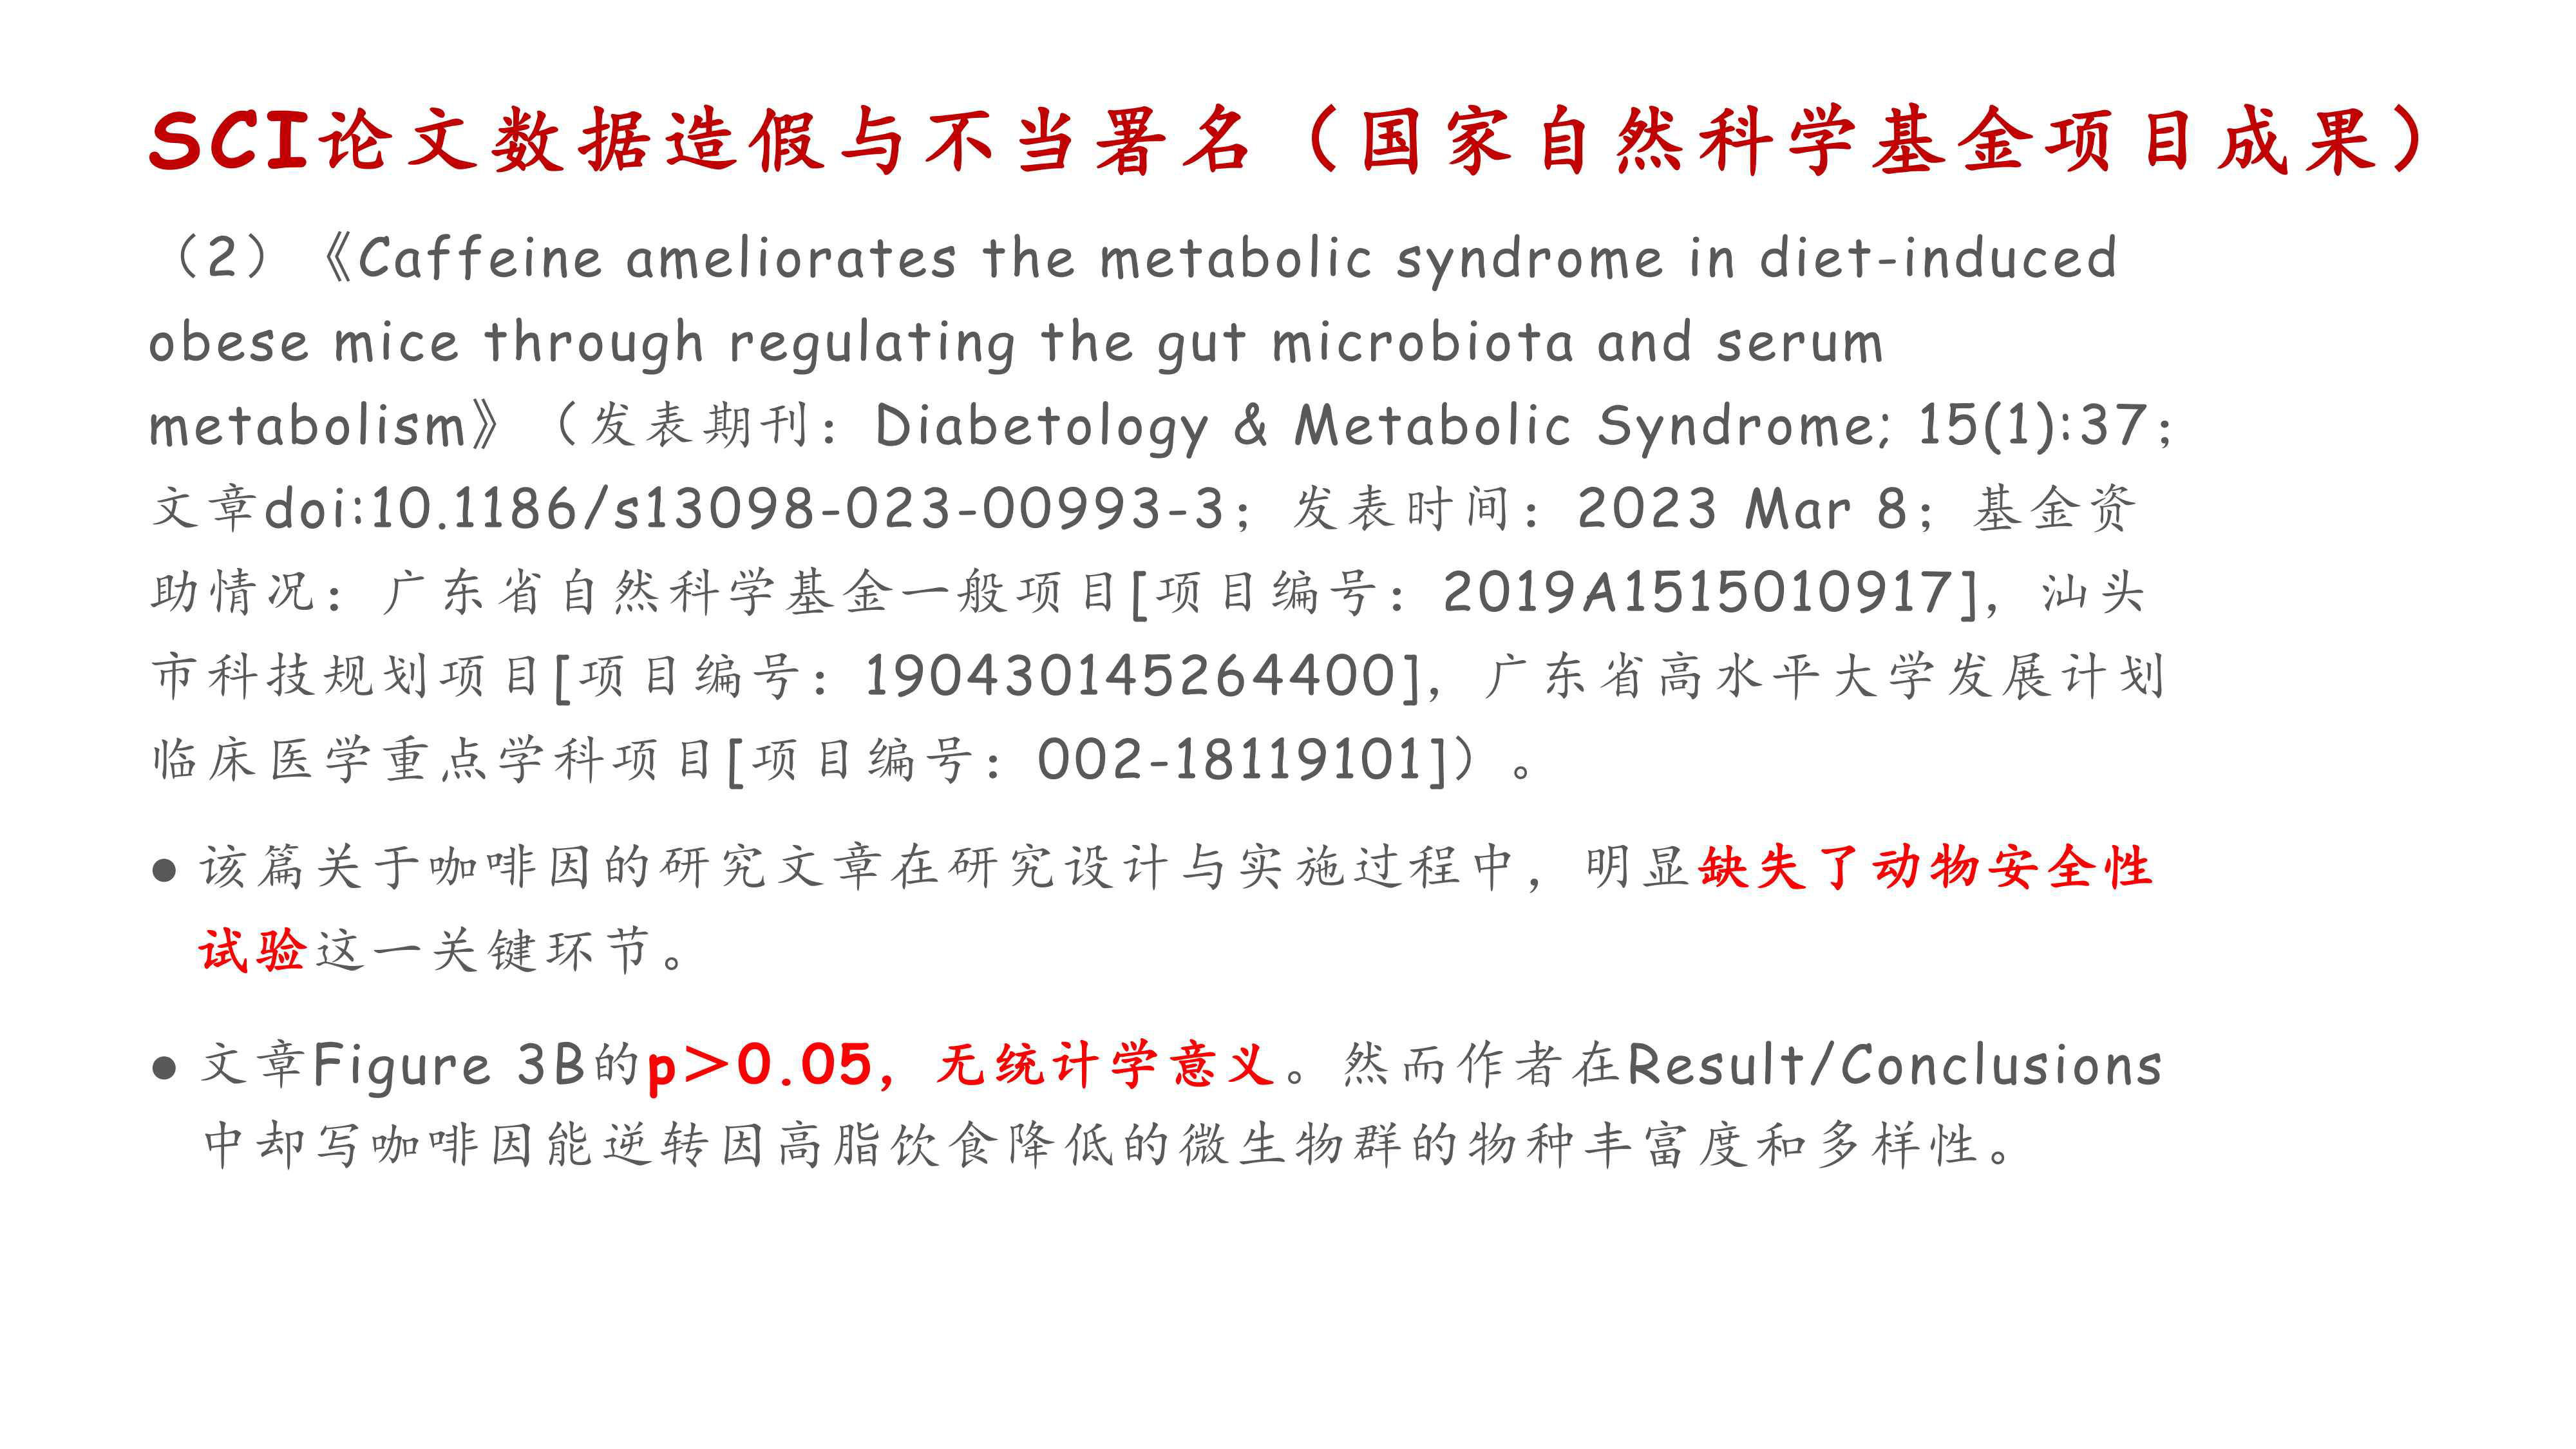 SCI论文数据造假与不当署名（国家自然科学基金项目成果）
（2）《Caffeine ameliorates the metabolic syndrome in diet-induced
obese mice through regulating the gut microbiota and serum
metabolism》（发表期刊：Diabetology & Metabolic Syndrome; 15(1):37；
文章doi:10.1186/s13098-023-00993-3；发表时间：2023 Mar 8；基金资
助情况：广东省自然科学基金一般项目[项目编号：2019A1515010917]，汕头
市科技规划项目[项目编号：190430145264400]，广东省高水平大学发展计划
临床医学重点学科项目[项目编号：002-18119101]）。
● 该篇关于咖啡因的研究文章在研究设计与实施过程中，明显缺失了动物安全性
试验这一关键环节。
● 文章Figure 3B的p＞0.05，无统计学意义。然而作者在Result/Conclusions
中却写咖啡因能逆转因高脂饮食降低的微生物群的物种丰富度和多样性。